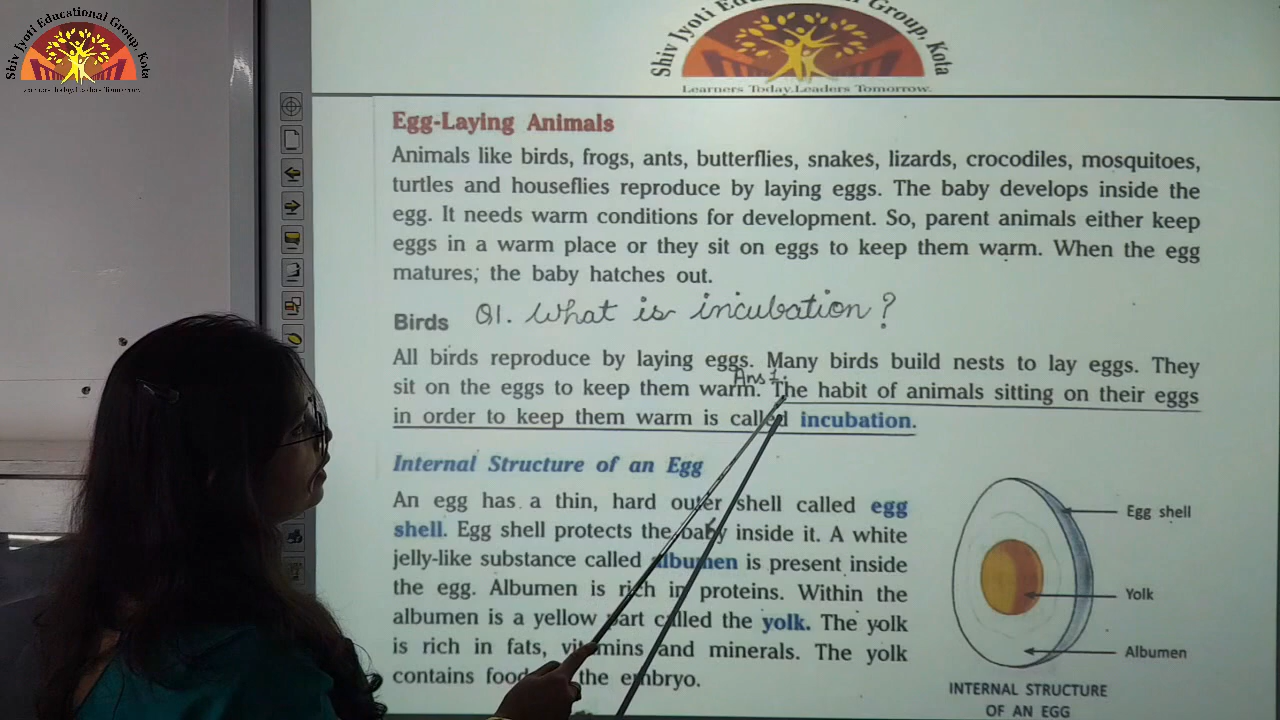 Shiv Jyoti Educational Group, Kota
Learners Today.Leaders Tomorrow.
Shiv Jyoti Educational Group, Kota
Learners Today.Leaders Tomorrow.
Egg-Laying Animals
Animals like birds, frogs, ants, butterflies, snakes, lizards, crocodiles, mosquitoes,
turtles and houseflies reproduce by laying eggs. The baby develops inside the
egg. It needs warm conditions for development. So, parent animals either keep
eggs in a warm place or they sit on eggs to keep them warm. When the egg
matures, the baby hatches out.
Q1. What is incubation?
Birds
All birds reproduce by laying eggs. Many birds build nests to lay eggs. They
Ans 1.
sit on the eggs to keep them warm. The habit of animals sitting on their eggs
in order to keep them warm is called incubation.
Internal Structure of an Egg
An egg has a thin, hard outer shell called egg
shell. Egg shell protects the baby inside it. A white
jelly-like substance called albumen is present inside
the egg. Albumen is rich in proteins. Within the
albumen is a yellow part called the yolk. The yolk
is rich in fats, vitamins and minerals. The yolk
contains food the embryo.
Egg shell
Yolk
Albumen
INTERNAL STRUCTURE
OF AN EGG